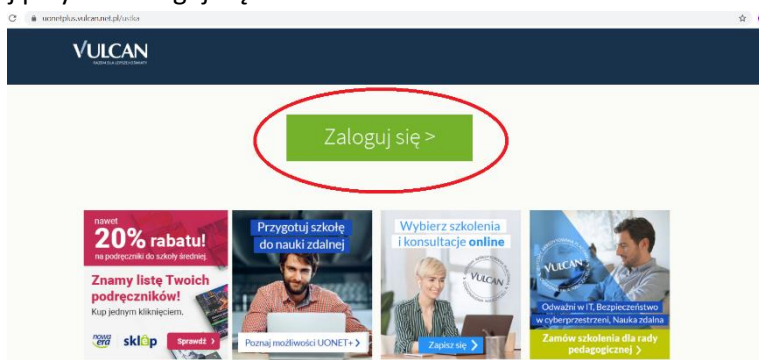 uonetplus.vulcan.net.pl/ustka
VULCAN
Zaloguj się >
nawet
20% rabatu!
na podręczniki do szkoły średniej.
Znamy listę Twoich
podręczników!
Kup jednym kliknięciem.
nowa
era
sklep
Sprawdź >
Przygotuj szkołę
do nauki zdalnej
Poznaj możliwości UONET+ >
Wybierz szkolenia
i konsultacje online
VULCAN
Zapisz się >
VULCAN
Odważni w IT, Bezpieczeństwo
w cyberprzestrzeni, Nauka zdalna
Zamów szkolenia dla rady
pedagogicznej >